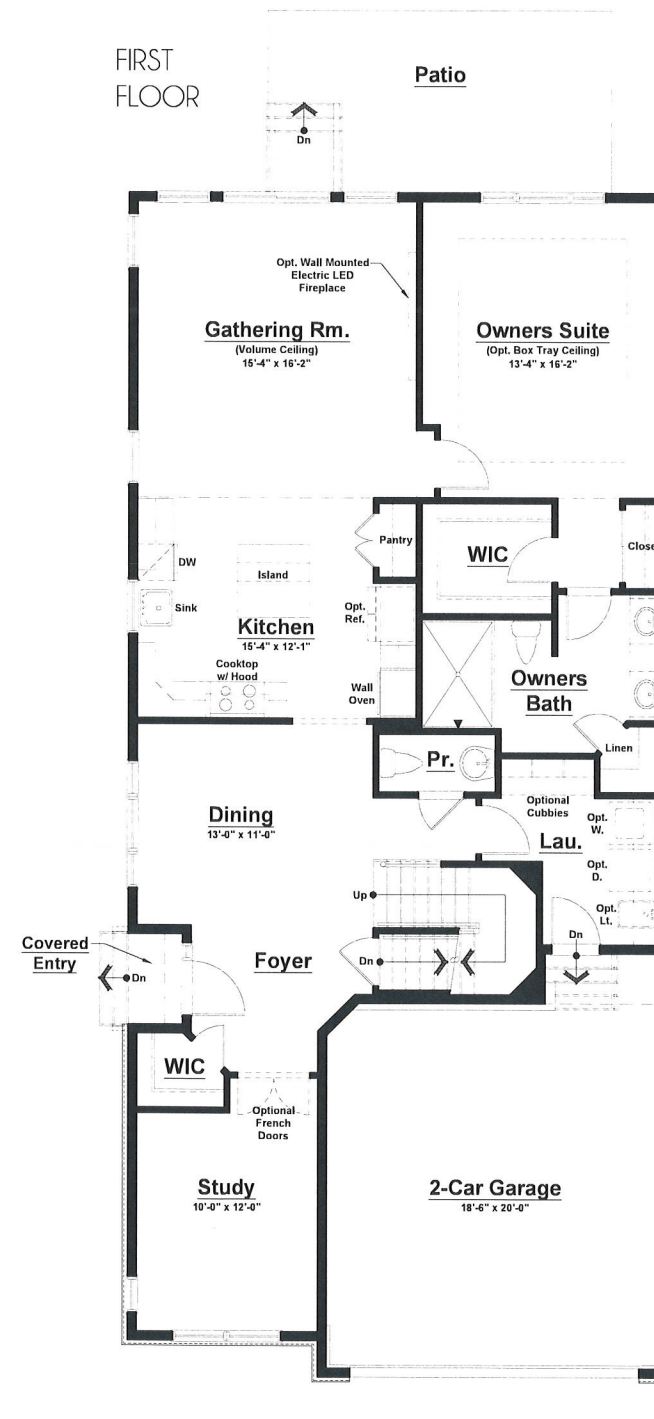 FIRST
FLOOR
Patio
Dn
Opt. Wall Mounted
Electric LED
Fireplace
Gathering Rm.
(Volume Ceiling)
15'-4" x 16'-2"
Owners Suite
(Opt. Box Tray Ceiling)
13'-4" x 16'-2"
Pantry
WIC
Close
DW
Island
Sink
Opt.
Ref.
Kitchen
15'-4" x 12'-1"
Cooktop
w/ Hood
Wall
Oven
Owners
Bath
Linen
Pr.
Dining
13'-0" x 11'-0"
Optional
Cubbies
Opt.
W.
Lau.
Opt.
D.
Up
Opt.
Lt.
Covered
Entry
Dn
Foyer
Dn
Dn
WIC
Optional
French
Doors
Study
10'-0" x 12'-0"
2-Car Garage
18'-6" x 20'-0"